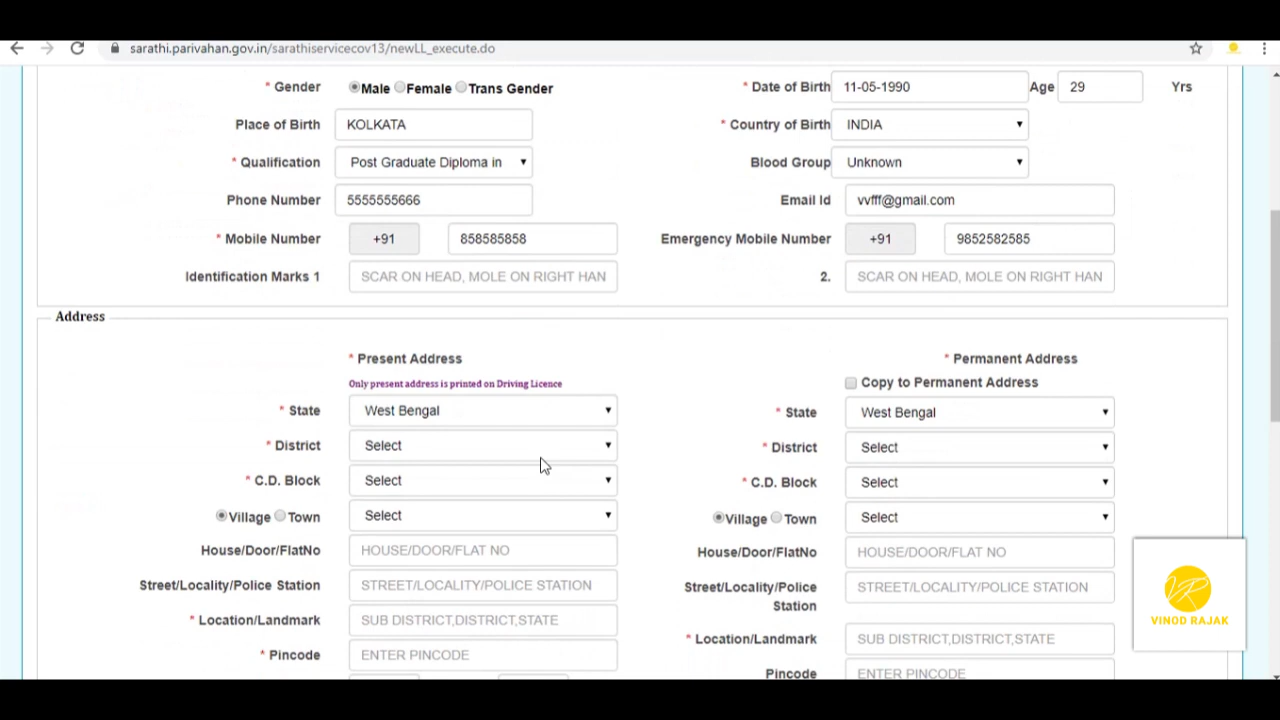 sarathi.parivahan.gov.in/sarathiservicecov13/newLL_execute.do
* Gender Male Female Trans Gender * Date of Birth 11-05-1990 Age 29 Yrs
Place of Birth KOLKATA * Country of Birth INDIA
* Qualification Post Graduate Diploma in Blood Group Unknown
Phone Number 5555555666 Email Id vvfff@gmail.com
* Mobile Number +91 858585858 Emergency Mobile Number +91 9852582585
Identification Marks 1 SCAR ON HEAD, MOLE ON RIGHT HAN 2. SCAR ON HEAD, MOLE ON RIGHT HAN
Address
* Present Address * Permanent Address
Only present address is printed on Driving Licence Copy to Permanent Address
* State West Bengal * State West Bengal
* District Select * District Select
* C.D. Block Select * C.D. Block Select
Village Town Select Village Town Select
House/Door/FlatNo HOUSE/DOOR/FLAT NO House/Door/FlatNo HOUSE/DOOR/FLAT NO
Street/Locality/Police Station STREET/LOCALITY/POLICE STATION Street/Locality/Police STREET/LOCALITY/POLICE STATION
Station
* Location/Landmark SUB DISTRICT,DISTRICT,STATE * Location/Landmark SUB DISTRICT,DISTRICT,STATE
* Pincode ENTER PINCODE Pincode ENTER PINCODE
VR
VINOD RAJAK